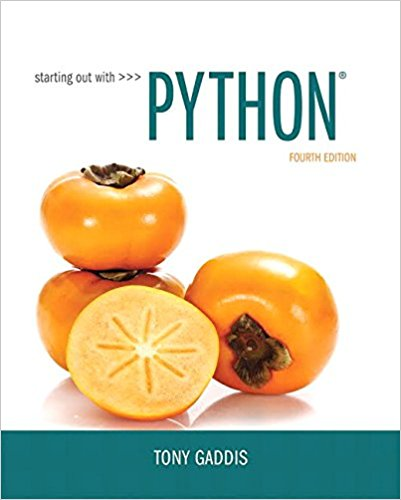 starting out with >>>
PYTHON®
FOURTH EDITION
TONY GADDIS